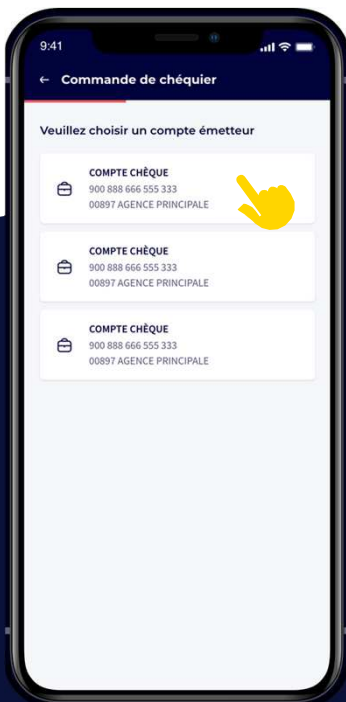 9:41
← Commande de chéquier
Veuillez choisir un compte émetteur
COMPTE CHÈQUE
900 888 666 555 333
00897 AGENCE PRINCIPALE
COMPTE CHÈQUE
900 888 666 555 333
00897 AGENCE PRINCIPALE
COMPTE CHÈQUE
900 888 666 555 333
00897 AGENCE PRINCIPALE